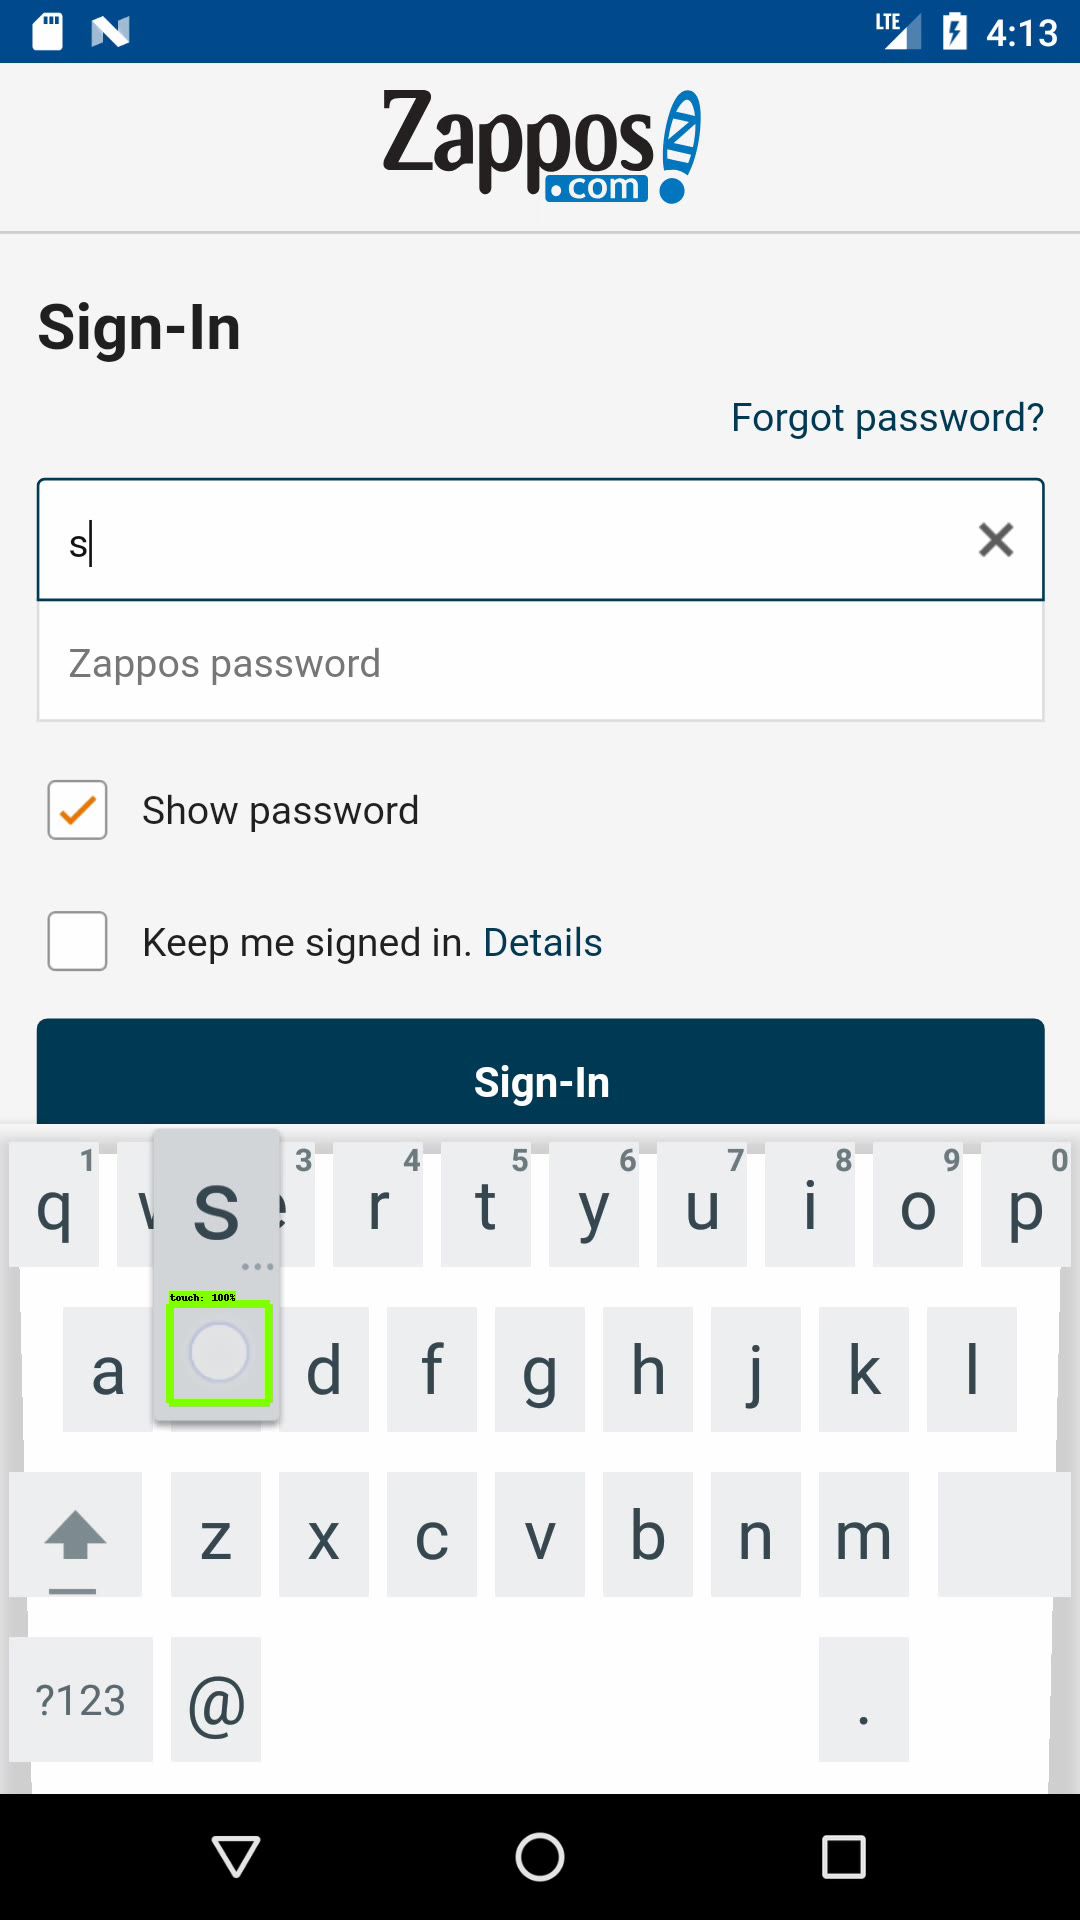 LTE 4:13
Zappos
.com
Sign-In
Forgot password?
s
Zappos password
Show password
Keep me signed in. Details
Sign-In
1 3 4 5 6 7 8 9 0
q s r t y u i o p
touch: 100%
a d f g h j k l
z x c v b n m
?123 @ .